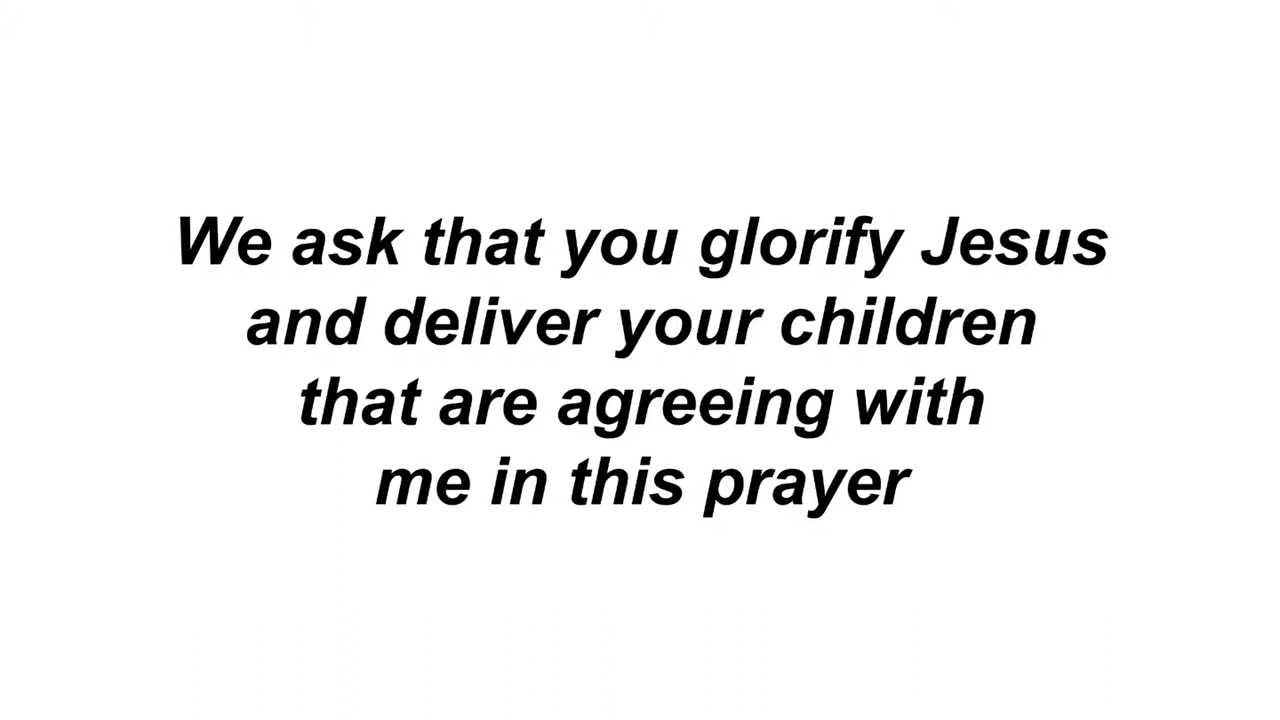 We ask that you glorify Jesus
and deliver your children
that are agreeing with
me in this prayer